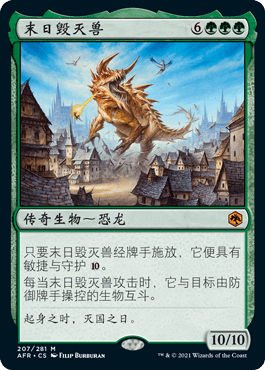 末日毁灭兽 6
传奇生物～恐龙
只要末日毁灭兽经牌手施放，它便具有
敏捷与守护 10。
每当末日毁灭兽攻击时，它与目标由防
御牌手操控的生物互斗。
起身之时，灭国之日。
10/10
207/281 M
AFR • CS FILIP BURBURAN
™ & © 2021 Wizards of the Coast